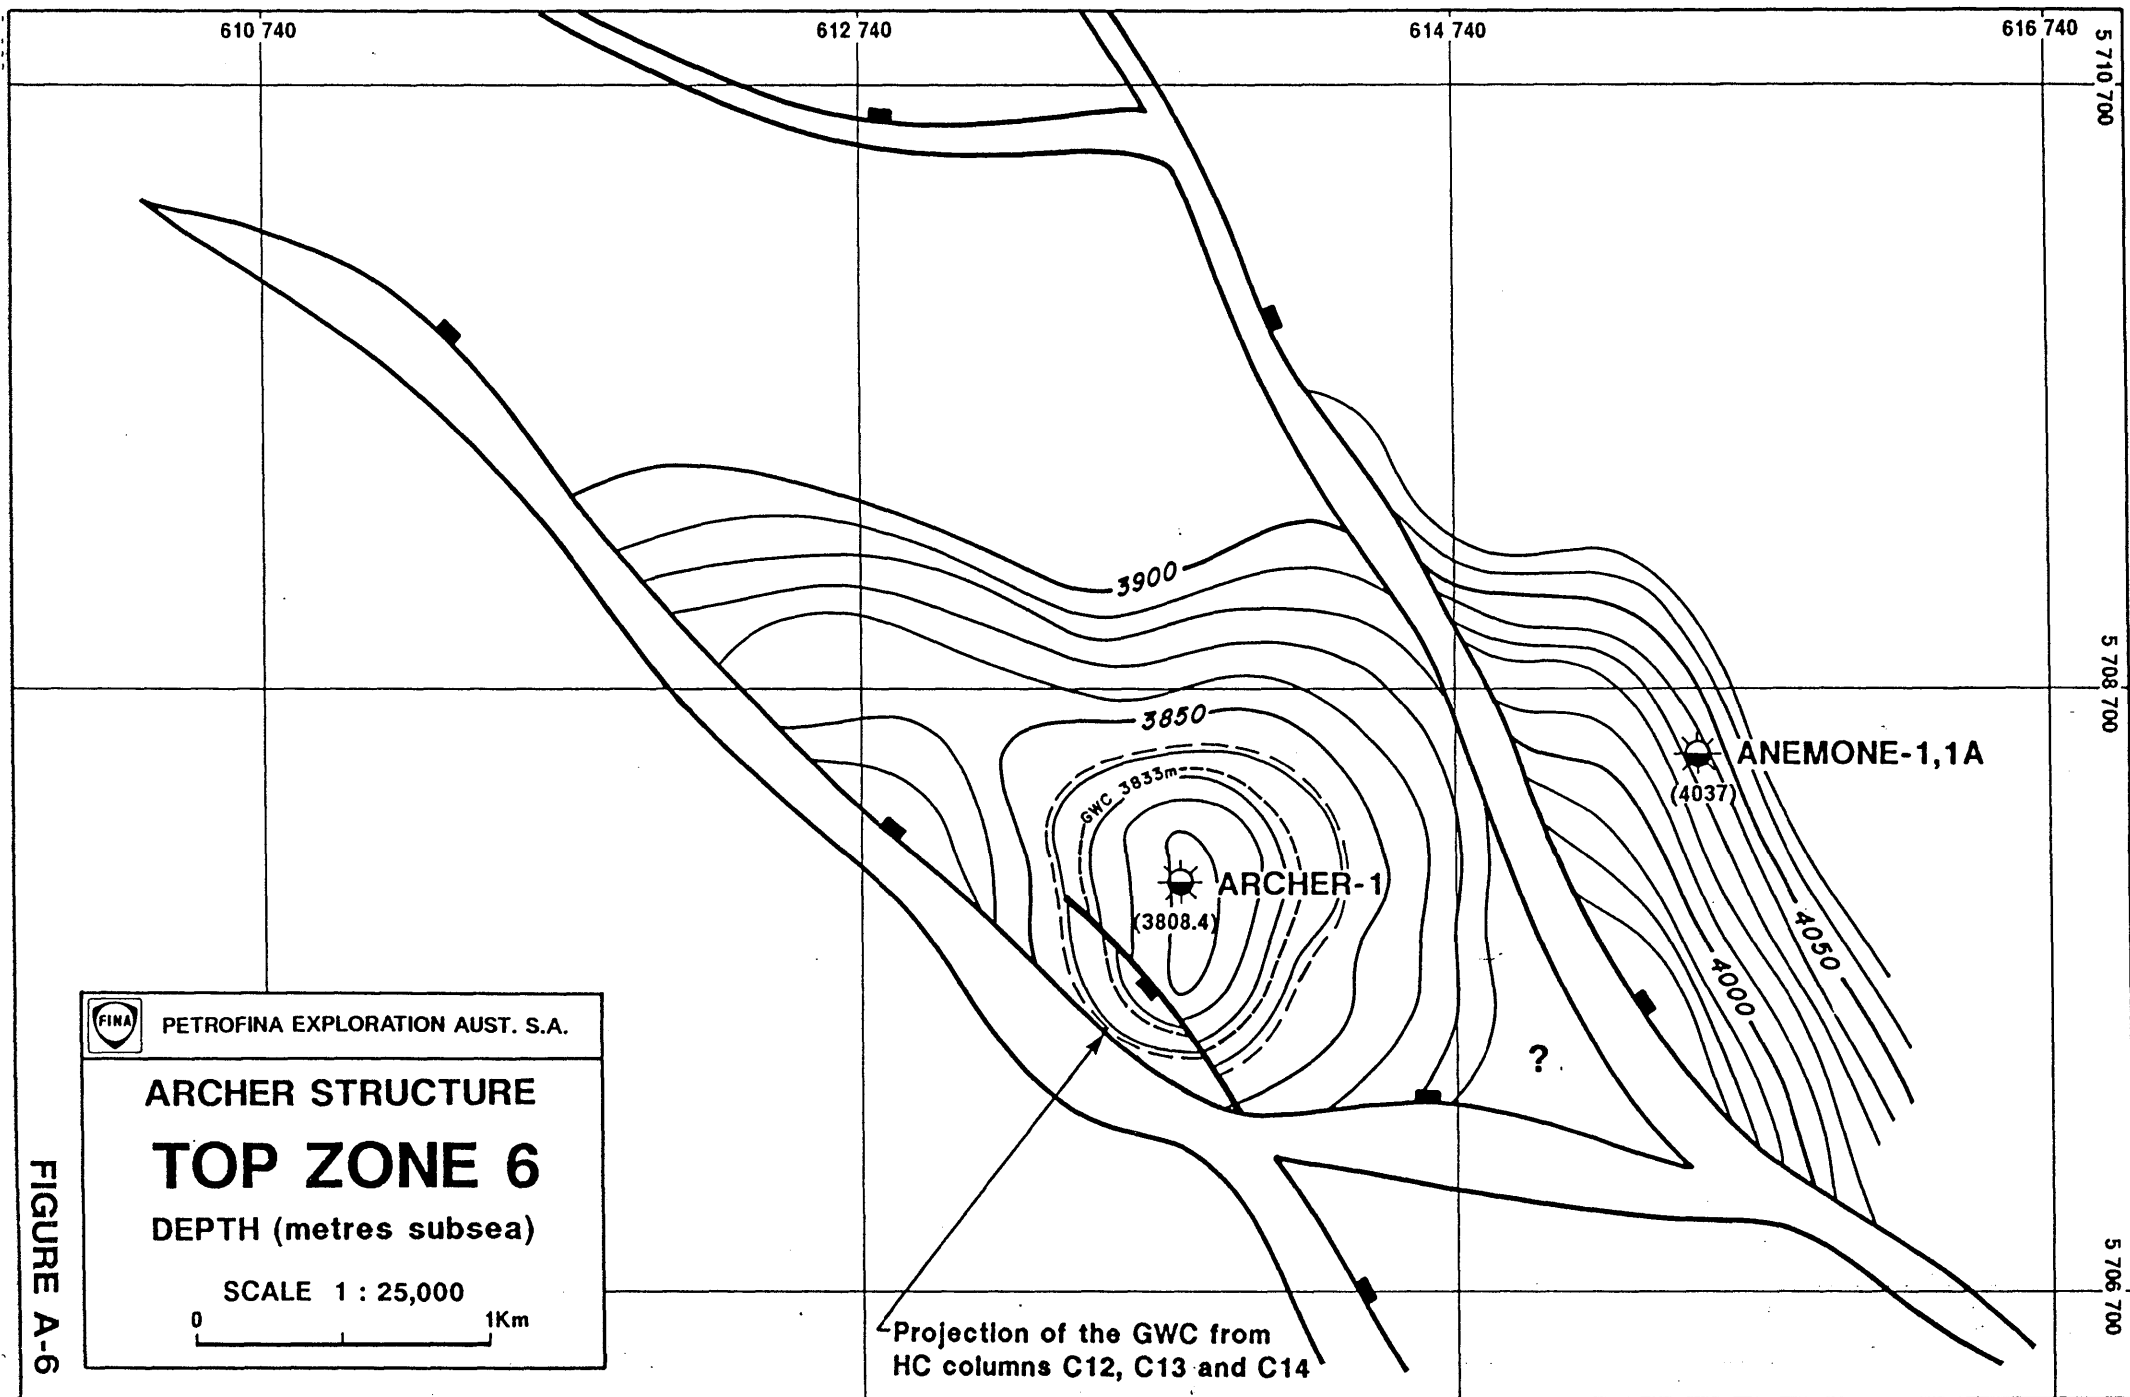 610 740
612 740
614 740
616 740
5 710 700
3900
5 708 700
3850
ANEMONE-1,1A
GWC 3833m
(4037)
ARCHER-1
(3808.4)
4050
4000
?
FINA
PETROFINA EXPLORATION AUST. S.A.
ARCHER STRUCTURE
TOP ZONE 6
DEPTH (metres subsea)
SCALE 1 : 25,000
0 1Km
5 706 700
Projection of the GWC from
HC columns C12, C13 and C14
FIGURE A-6